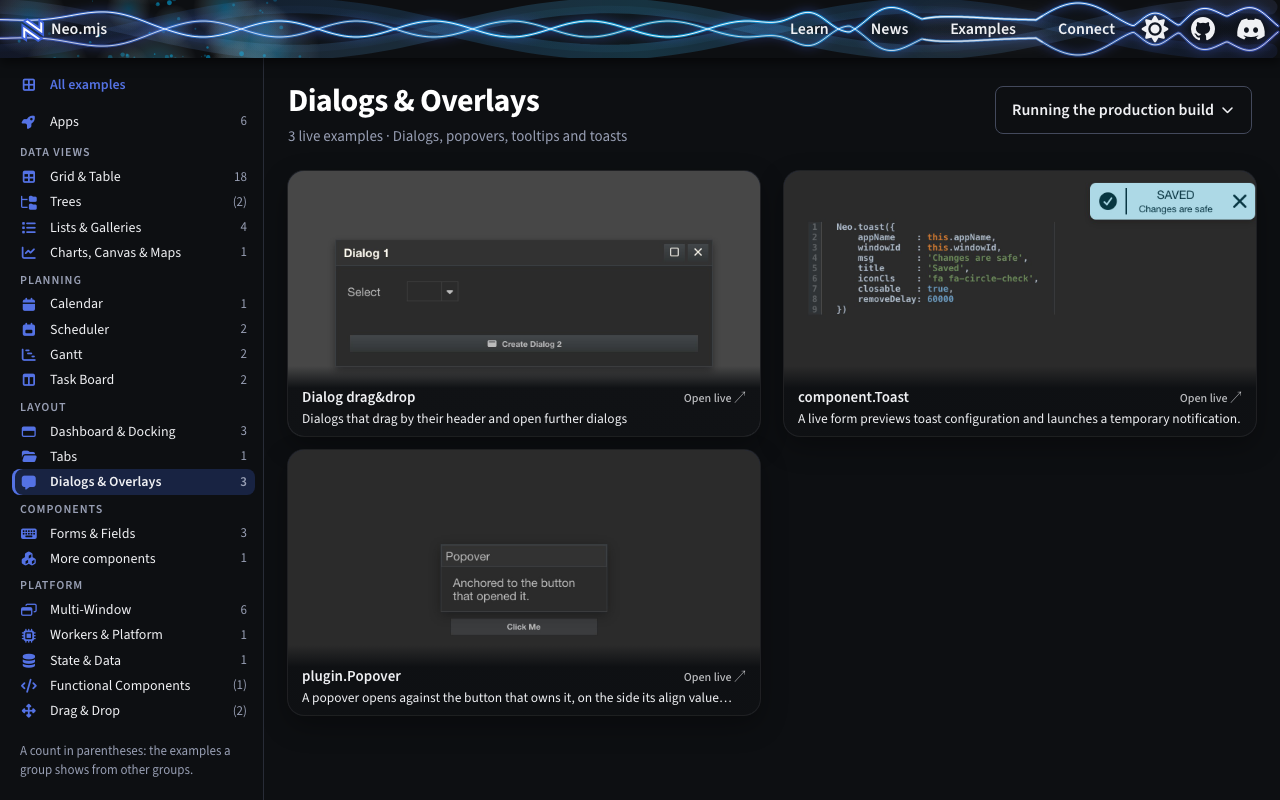 Neo.mjs
Learn
News
Examples
Connect
All examples
Apps 6
DATA VIEWS
Grid & Table 18
Trees (2)
Lists & Galleries 4
Charts, Canvas & Maps 1
PLANNING
Calendar 1
Scheduler 2
Gantt 2
Task Board 2
LAYOUT
Dashboard & Docking 3
Tabs 1
Dialogs & Overlays 3
COMPONENTS
Forms & Fields 3
More components 1
PLATFORM
Multi-Window 6
Workers & Platform 1
State & Data 1
Functional Components (1)
Drag & Drop (2)
A count in parentheses: the examples a
group shows from other groups.
Dialogs & Overlays
3 live examples · Dialogs, popovers, tooltips and toasts
Running the production build
Dialog 1
Select
Create Dialog 2
Dialog drag&drop
Open live
Dialogs that drag by their header and open further dialogs
SAVED
Changes are safe
1 Neo.toast({
2 appName : this.appName,
3 windowId : this.windowId,
4 msg : 'Changes are safe',
5 title : 'Saved',
6 iconCls : 'fa fa-circle-check',
7 closable : true,
8 removeDelay: 60000
9 })
component.Toast
Open live
A live form previews toast configuration and launches a temporary notification.
Popover
Anchored to the button
that opened it.
Click Me
plugin.Popover
Open live
A popover opens against the button that owns it, on the side its align value…